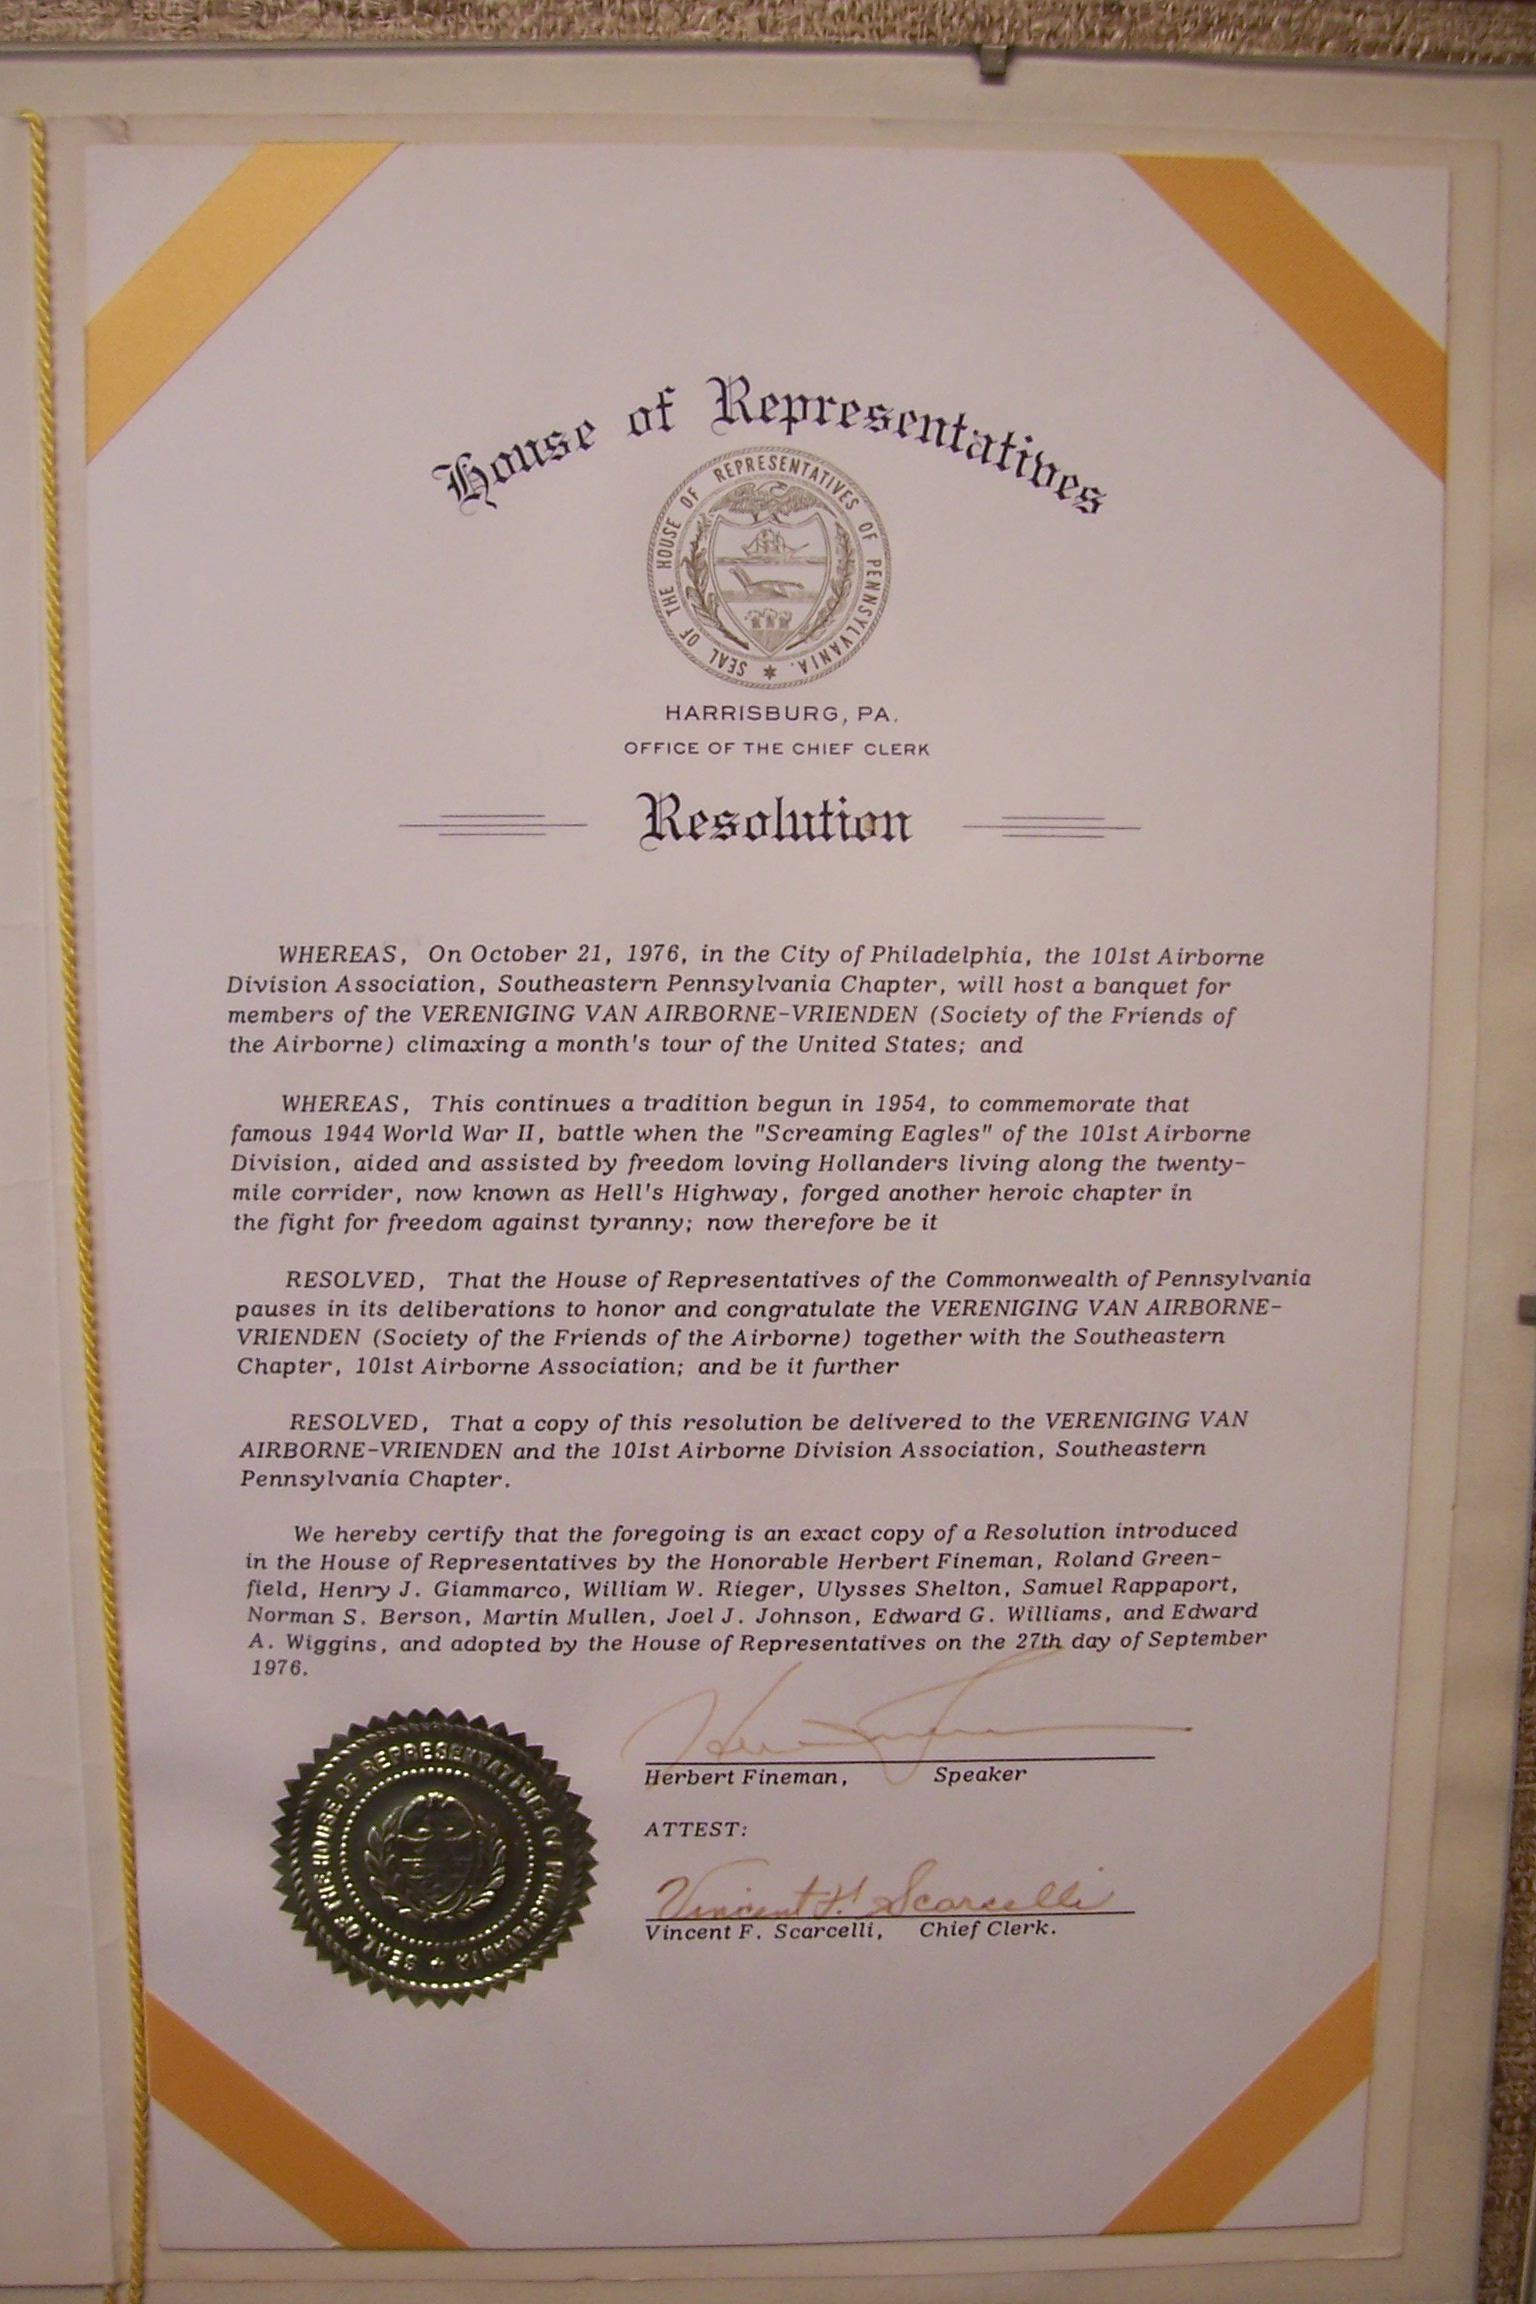 House of Representatives
SEAL OF THE HOUSE OF REPRESENTATIVES OF PENNSYLVANIA.
HARRISBURG, PA.
OFFICE OF THE CHIEF CLERK
Resolution
WHEREAS, On October 21, 1976, in the City of Philadelphia, the 101st Airborne
Division Association, Southeastern Pennsylvania Chapter, will host a banquet for
members of the VERENIGING VAN AIRBORNE-VRIENDEN (Society of the Friends of
the Airborne) climaxing a month's tour of the United States; and
WHEREAS, This continues a tradition begun in 1954, to commemorate that
famous 1944 World War II, battle when the "Screaming Eagles" of the 101st Airborne
Division, aided and assisted by freedom loving Hollanders living along the twenty-
mile corrider, now known as Hell's Highway, forged another heroic chapter in
the fight for freedom against tyranny; now therefore be it
RESOLVED, That the House of Representatives of the Commonwealth of Pennsylvania
pauses in its deliberations to honor and congratulate the VERENIGING VAN AIRBORNE-
VRIENDEN (Society of the Friends of the Airborne) together with the Southeastern
Chapter, 101st Airborne Association; and be it further
RESOLVED, That a copy of this resolution be delivered to the VERENIGING VAN
AIRBORNE-VRIENDEN and the 101st Airborne Division Association, Southeastern
Pennsylvania Chapter.
We hereby certify that the foregoing is an exact copy of a Resolution introduced
in the House of Representatives by the Honorable Herbert Fineman, Roland Green-
field, Henry J. Giammarco, William W. Rieger, Ulysses Shelton, Samuel Rappaport,
Norman S. Berson, Martin Mullen, Joel J. Johnson, Edward G. Williams, and Edward
A. Wiggins, and adopted by the House of Representatives on the 27th day of September
1976.
Herbert Fineman, Speaker
ATTEST:
Vincent F. Scarcelli
Vincent F. Scarcelli, Chief Clerk.
SEAL OF THE HOUSE OF REPRESENTATIVES OF PENNSYLVANIA